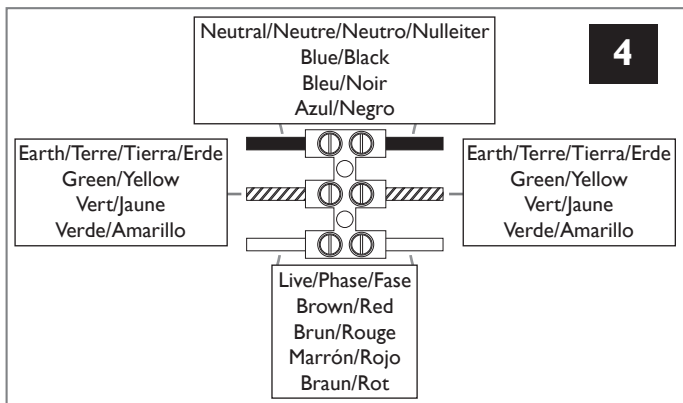 Neutral/Neutre/Neutro/Nulleiter
Blue/Black
Bleu/Noir
Azul/Negro
4
Earth/Terre/Tierra/Erde
Green/Yellow
Vert/Jaune
Verde/Amarillo
Earth/Terre/Tierra/Erde
Green/Yellow
Vert/Jaune
Verde/Amarillo
Live/Phase/Fase
Brown/Red
Brun/Rouge
Marrón/Rojo
Braun/Rot